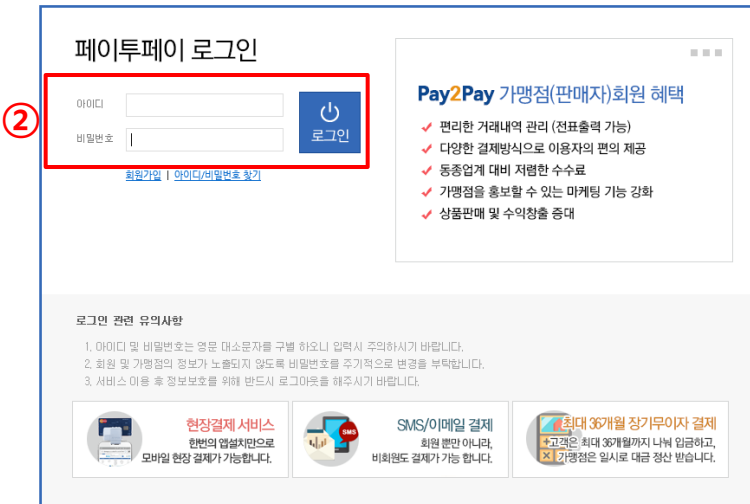 페이투페이 로그인
②
아이디
비밀번호
로그인
회원가입 | 아이디/비밀번호 찾기
Pay2Pay 가맹점(판매자)회원 혜택
편리한 거래내역 관리 (전표출력 가능)
다양한 결제방식으로 이용자의 편의 제공
동종업계 대비 저렴한 수수료
가맹점을 홍보할 수 있는 마케팅 기능 강화
상품판매 및 수익창출 증대
로그인 관련 유의사항
1. 아이디 및 비밀번호는 영문 대소문자를 구별 하오니 입력시 주의하시기 바랍니다.
2. 회원 및 가맹점의 정보가 노출되지 않도록 비밀번호를 주기적으로 변경을 부탁합니다.
3. 서비스 이용 후 정보보호를 위해 반드시 로그아웃을 해주시기 바랍니다.
현장결제 서비스
한번의 앱설치만으로
모바일 현장 결제가 가능합니다.
SMS
SMS/이메일 결제
회원 뿐만 아니라,
비회원도 결제가 가능 합니다.
최대 36개월 장기무이자 결제
고객은 최대 36개월까지 나눠 입금하고,
가맹점은 일시로 대금 정산 받습니다.